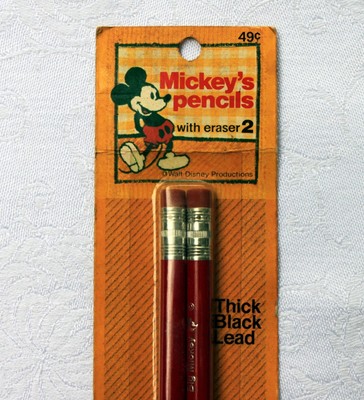 49¢
Mickey's
pencils
with eraser 2
© Walt Disney Productions
Thick
Black
Lead